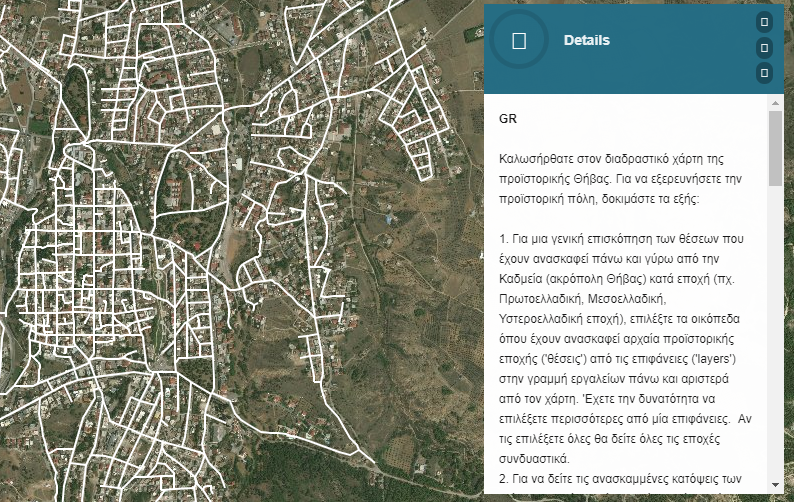 Details
GR
Καλωσήρθατε στον διαδραστικό χάρτη της
προϊστορικής Θήβας. Για να εξερευνήσετε την
προϊστορική πόλη, δοκιμάστε τα εξής:
1. Για μια γενική επισκόπηση των θέσεων που
έχουν ανασκαφεί πάνω και γύρω από την
Καδμεία (ακρόπολη Θήβας) κατά εποχή (πχ.
Πρωτοελλαδική, Μεσοελλαδική,
Υστεροελλαδική εποχή), επιλέξτε τα οικόπεδα
όπου έχουν ανασκαφεί αρχαία προϊστορικής
εποχής ('θέσεις') από τις επιφάνειες ('layers')
στην γραμμή εργαλείων πάνω και αριστερά
από τον χάρτη. 'Εχετε την δυνατότητα να
επιλέξετε περισσότερες από μία επιφάνειες. Αν
τις επιλέξετε όλες θα δείτε όλες τις εποχές
συνδυαστικά.
2. Για να δείτε τις ανασκαμμένες κατόψεις των